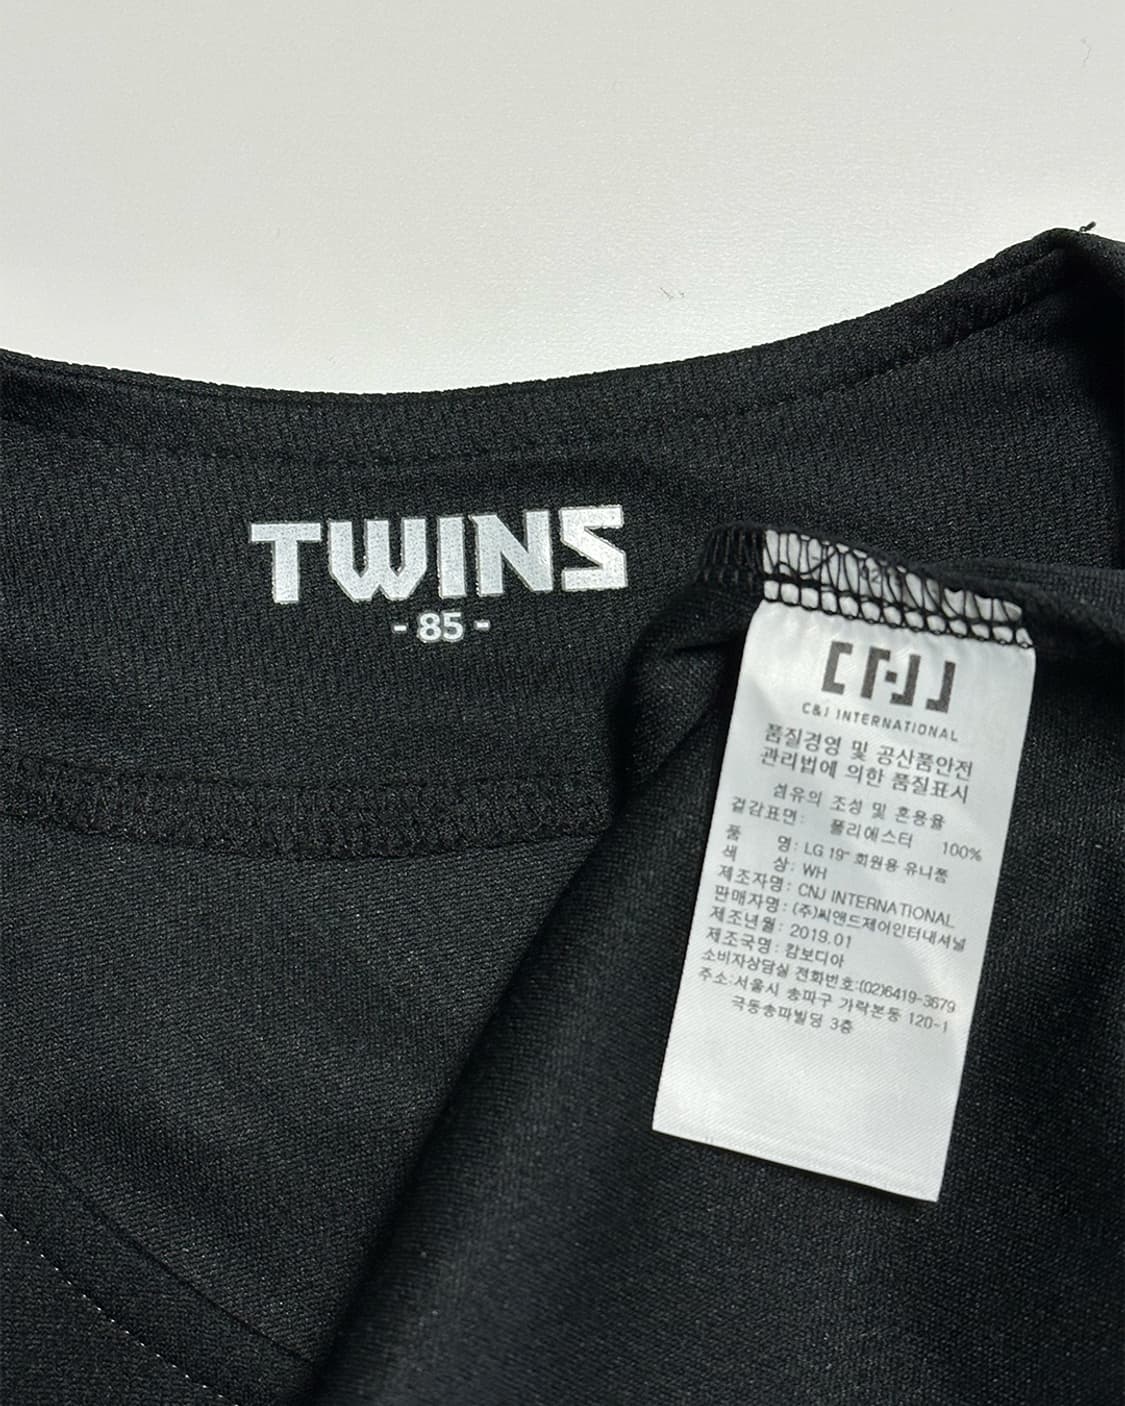 TWINS
- 85 -
C&J INTERNATIONAL
품질경영 및 공산품안전
관리법에 의한 품질표시
섬유의 조성 및 혼용율
겉감표면: 폴리에스터 100%
품 명: LG 19" 회원용 유니폼
색 상: WH
제조자명: CNJ INTERNATIONAL
판매자명: (주)씨앤드제이인터내셔널
제조년월: 2019.01
제조국명: 캄보디아
소비자상담실 전화번호:(02)6419-3679
주소:서울시 송파구 가락본동 120-1
극동송파빌딩 3층